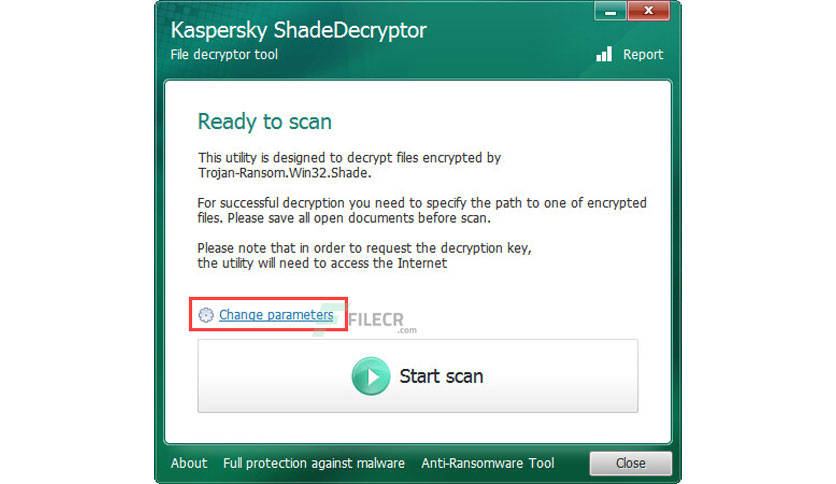 Kaspersky ShadeDecryptor
File decryptor tool
Report
Ready to scan
This utility is designed to decrypt files encrypted by
Trojan-Ransom.Win32.Shade.
For successful decryption you need to specify the path to one of encrypted
files. Please save all open documents before scan.
Please note that in order to request the decryption key,
the utility will need to access the Internet
Change parameters
FILECR
.com
Start scan
About Full protection against malware Anti-Ransomware Tool Close